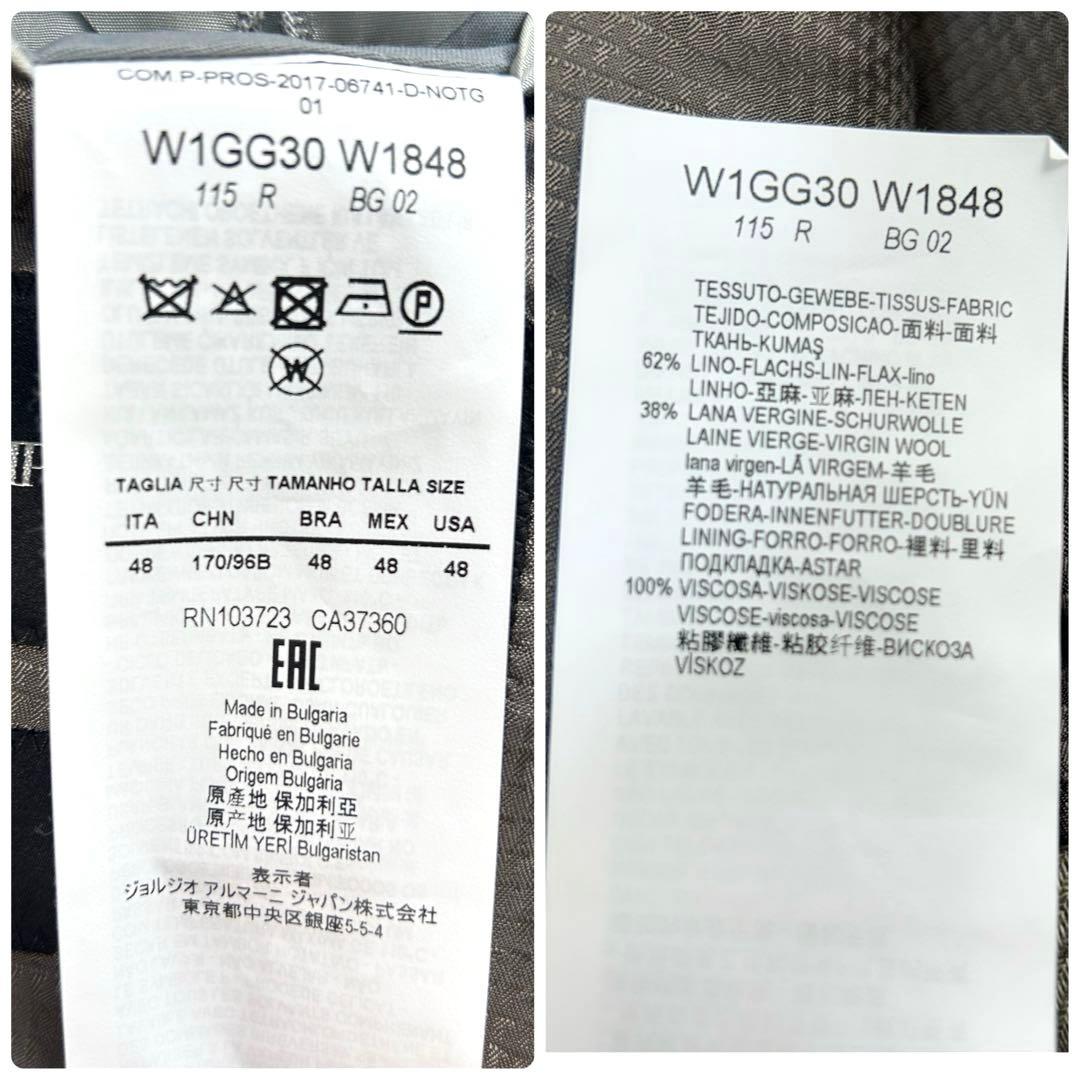 COM.P-PROS-2017-06741-D-NOTG
01
W1GG30 W1848
115 R BG 02
P
W
TAGLIA 尺寸 尺寸 TAMANHO TALLA SIZE
ITA CHN BRA MEX USA
48 170/96B 48 48 48
RN103723 CA37360
EAC
Made in Bulgaria
Fabriqué en Bulgarie
Hecho en Bulgaria
Origem Bulgária
原產地 保加利亞
原产地 保加利亚
ÜRETİM YERİ Bulgaristan
表示者
ジョルジオ アルマーニ ジャパン株式会社
東京都中央区銀座5-5-4
W1GG30 W1848
115 R BG 02
TESSUTO-GEWEBE-TISSUS-FABRIC
TEJIDO-COMPOSICAO-面料-面料
ТКАНЬ-KUMAŞ
62% LINO-FLACHS-LIN-FLAX-lino
LINHO-亞麻-亚麻-ЛЕН-KETEN
38% LANA VERGINE-SCHURWOLLE
LAINE VIERGE-VIRGIN WOOL
lana virgen-LÃ VIRGEM-羊毛
羊毛-НАТУРАЛЬНАЯ ШЕРСТЬ-YÜN
FODERA-INNENFUTTER-DOUBLURE
LINING-FORRO-FORRO-裡料-里料
ПОДКЛАДКА-ASTAR
100% VISCOSA-VISKOSE-VISCOSE
VISCOSE-viscosa-VISCOSE
粘膠纖維-粘胶纤维-ВИСКОЗА
VİSKOZ